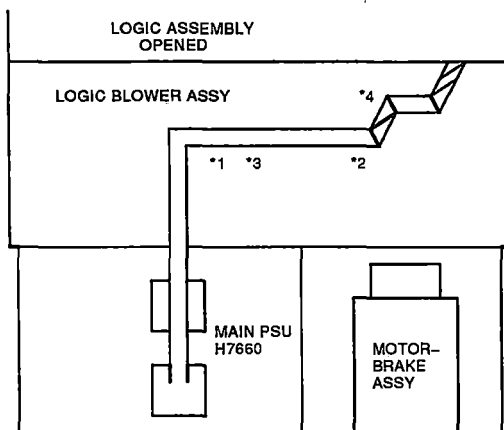 LOGIC ASSEMBLY
OPENED
LOGIC BLOWER ASSY
*4
*1
*3
*2
MAIN PSU
H7660
MOTOR–
BRAKE
ASSY